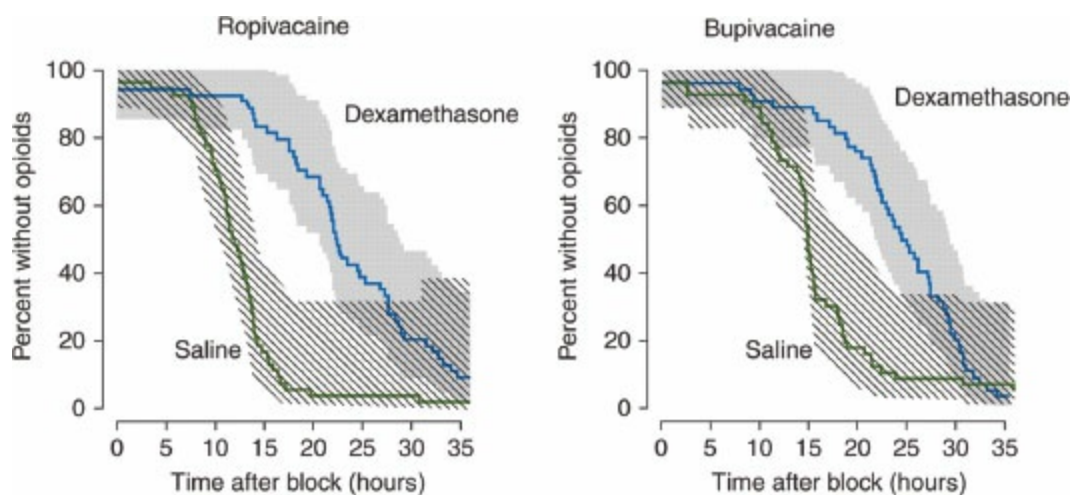 Ropivacaine
Percent without opioids
100
80
60
40
20
0
Dexamethasone
Saline
0 5 10 15 20 25 30 35
Time after block (hours)
Bupivacaine
Percent without opioids
100
80
60
40
20
0
Dexamethasone
Saline
0 5 10 15 20 25 30 35
Time after block (hours)